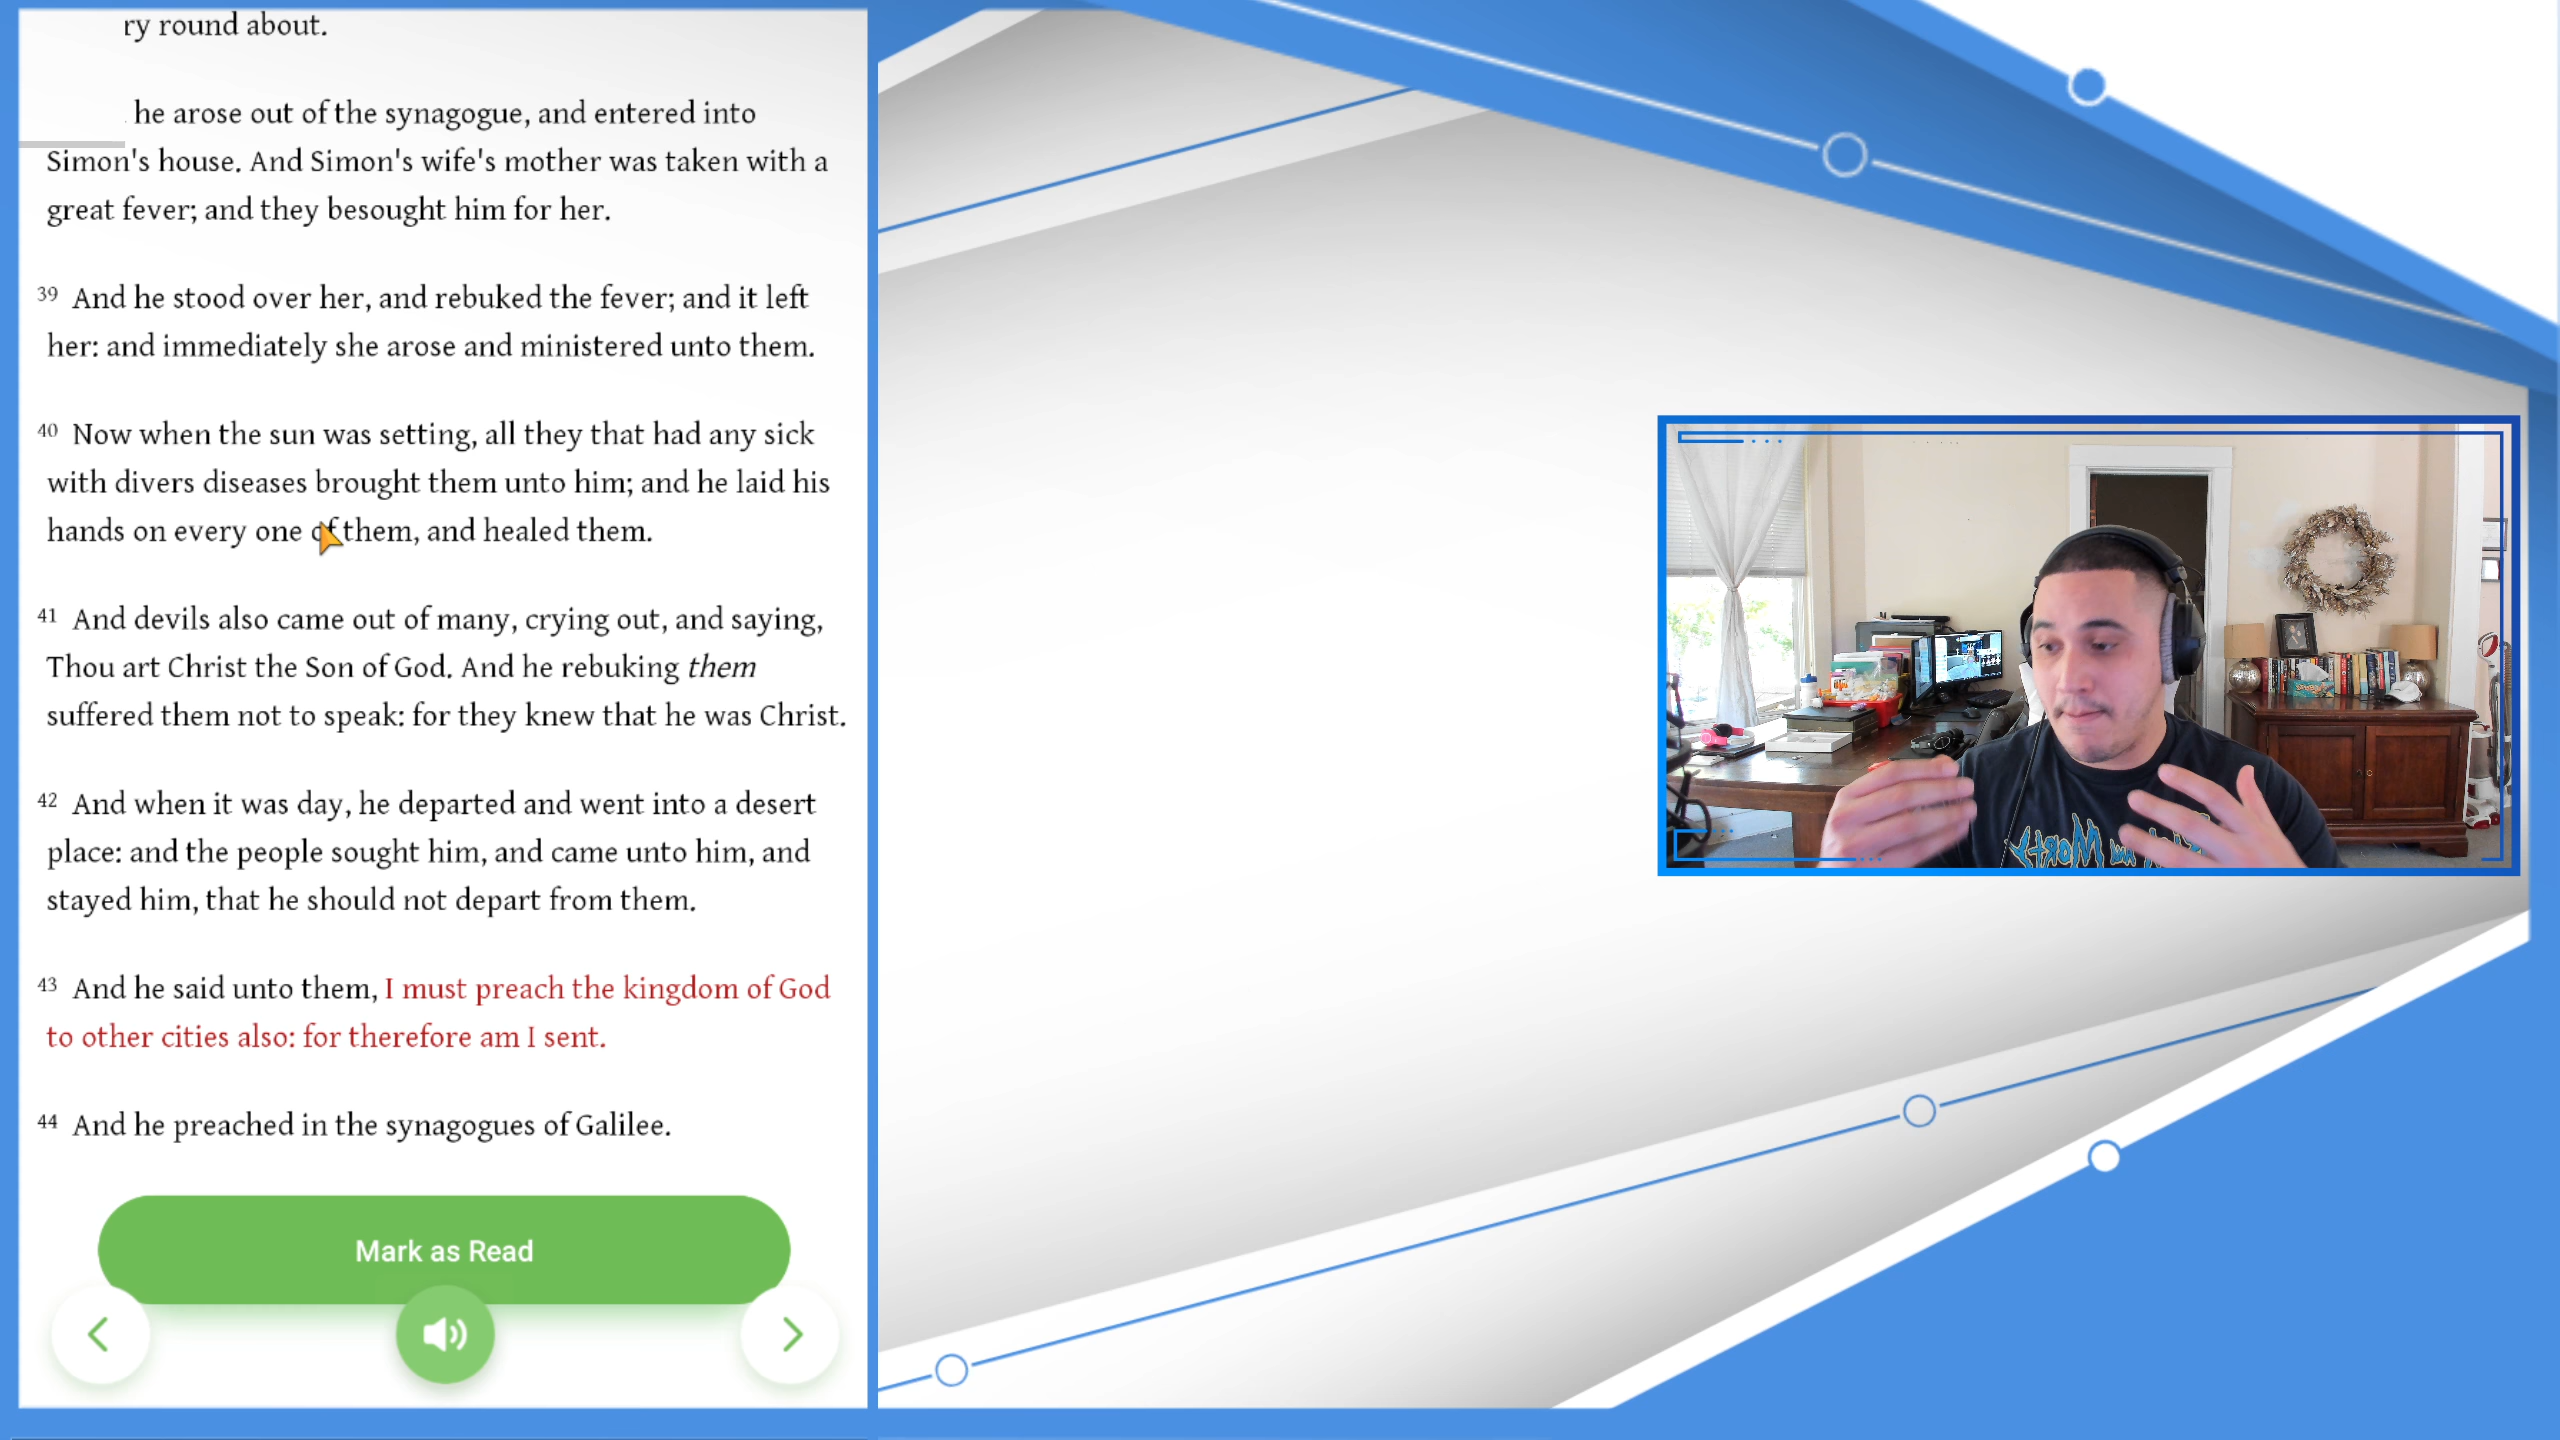 ry round about.
he arose out of the synagogue, and entered into
Simon's house. And Simon's wife's mother was taken with a
great fever; and they besought him for her.
39 And he stood over her, and rebuked the fever; and it left
her: and immediately she arose and ministered unto them.
40 Now when the sun was setting, all they that had any sick
with divers diseases brought them unto him; and he laid his
hands on every one of them, and healed them.
41 And devils also came out of many, crying out, and saying,
Thou art Christ the Son of God. And he rebuking them
suffered them not to speak: for they knew that he was Christ.
42 And when it was day, he departed and went into a desert
place: and the people sought him, and came unto him, and
stayed him, that he should not depart from them.
43 And he said unto them, I must preach the kingdom of God
to other cities also: for therefore am I sent.
44 And he preached in the synagogues of Galilee.
Mark as Read